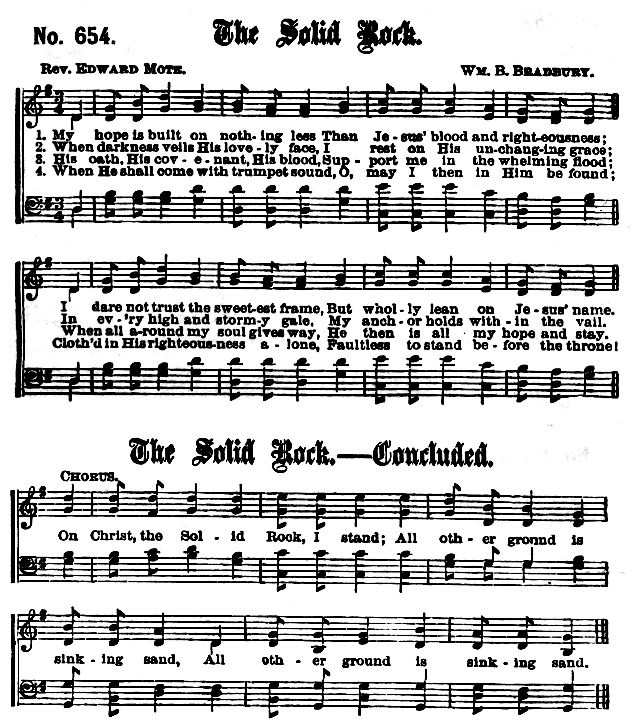 No. 654. The Solid Rock.
Rev. Edward Mote. Wm. B. Bradbury.
3/4
1. My hope is built on noth-ing less Than Je-sus' blood and right-eousness;
2. When darkness veils His love-ly face, I rest on His un-chang-ing grace;
3. His oath, His cov-e-nant, His blood, Sup-port me in the whelming flood;
4. When He shall come with trumpet sound, O, may I then in Him be found;
3/4
I dare not trust the sweet-est frame, But whol-ly lean on Je-sus' name.
In ev-'ry high and storm-y gale, My anch-or holds with-in the vail.
When all a-round my soul gives way, He then is all my hope and stay.
Cloth'd in His righteous-ness a-lone, Faultless to stand be-fore the throne!
The Solid Rock.—Concluded.
Chorus.
On Christ, the Sol-id Rock, I stand; All oth-er ground is
sink-ing sand, All oth-er ground is sink-ing sand.